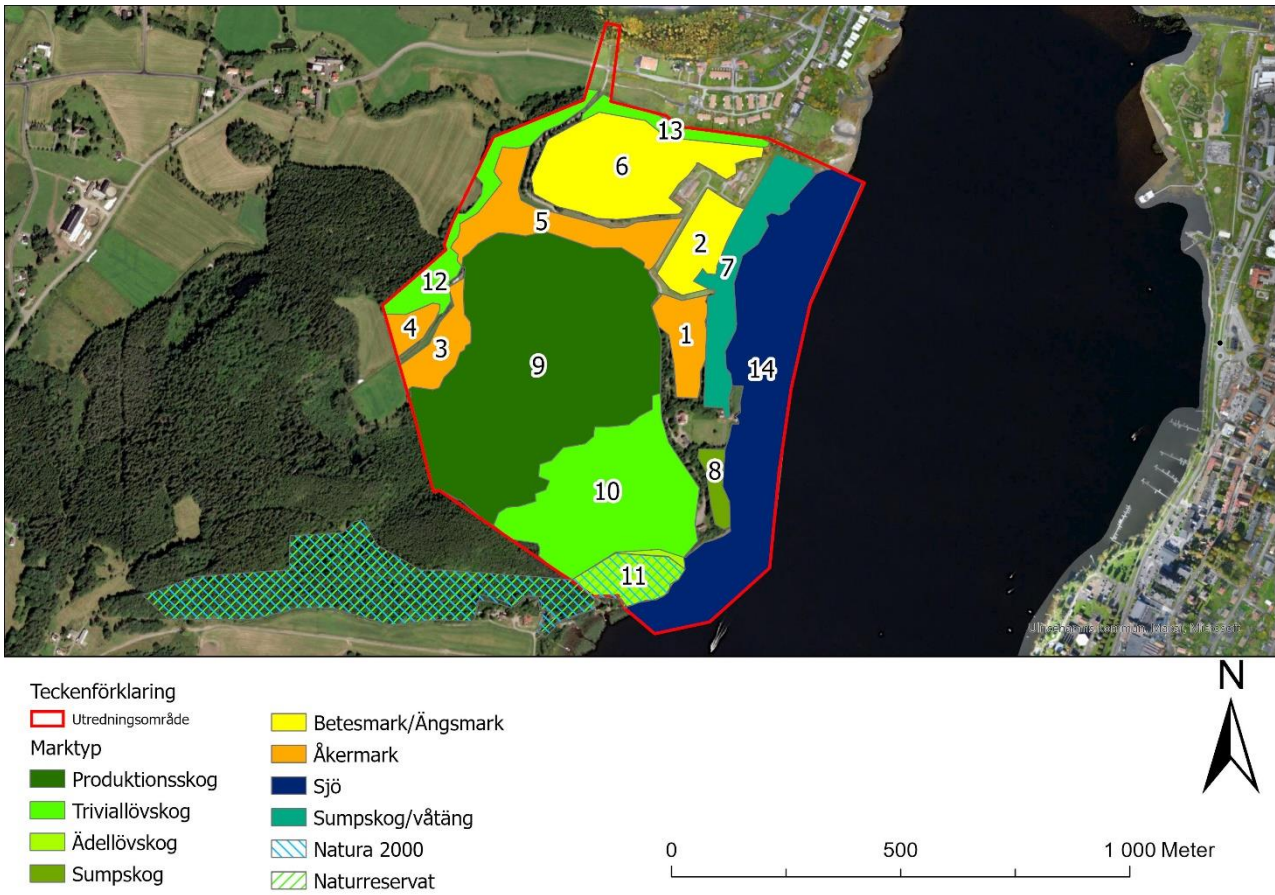 13
6
5
2
7
12
4
3
1
9
14
10
8
11
N
Teckenförklaring
Utredningsområde
Marktyp
Produktionsskog
Triviallövskog
Ädellövskog
Sumpskog
Betesmark/Ängsmark
Åkermark
Sjö
Sumpskog/våtäng
Natura 2000
Naturreservat
0 500 1 000 Meter